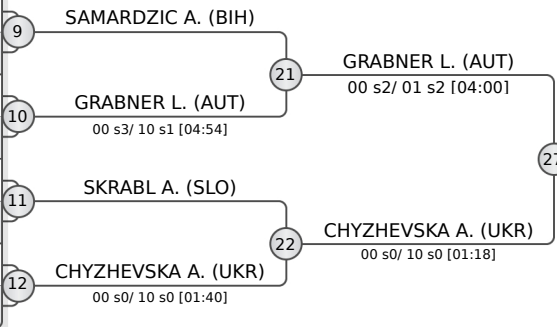 SAMARDZIC A. (BIH)
9
GRABNER L. (AUT)
21
00 s2/ 01 s2 [04:00]
GRABNER L. (AUT)
10
00 s3/ 10 s1 [04:54]
27
SKRABL A. (SLO)
11
CHYZHEVSKA A. (UKR)
22
00 s0/ 10 s0 [01:18]
CHYZHEVSKA A. (UKR)
12
00 s0/ 10 s0 [01:40]